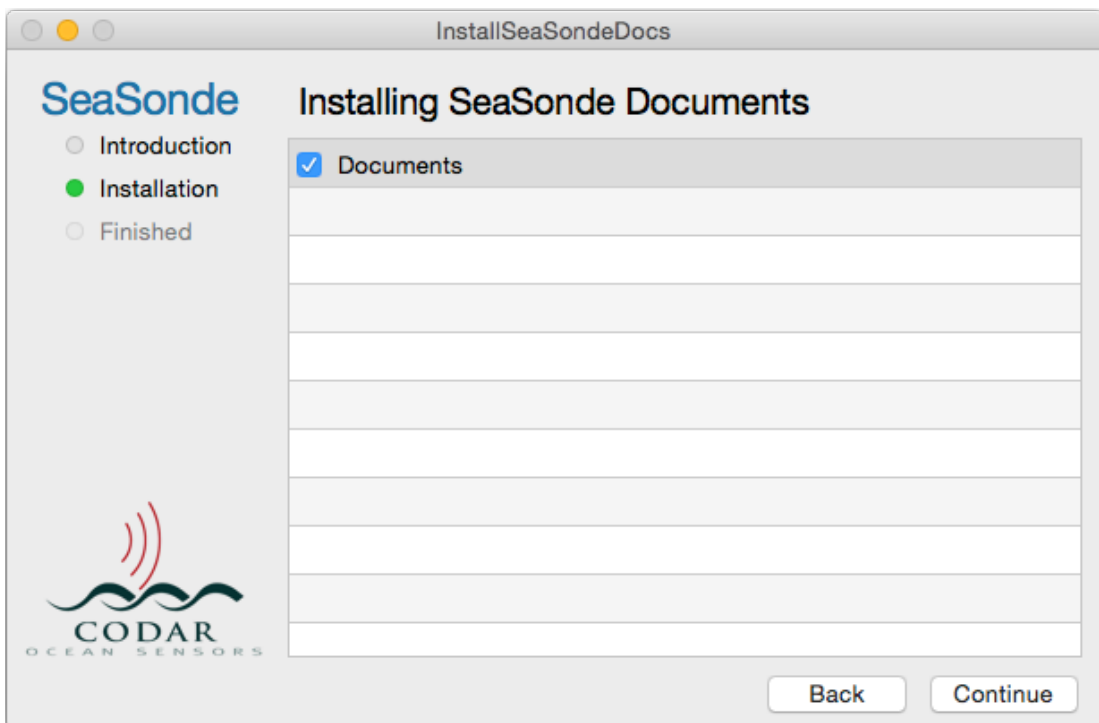 InstallSeaSondeDocs
SeaSonde
Introduction
Installation
Finished
Installing SeaSonde Documents
Documents
CODAR
OCEAN SENSORS
Back
Continue